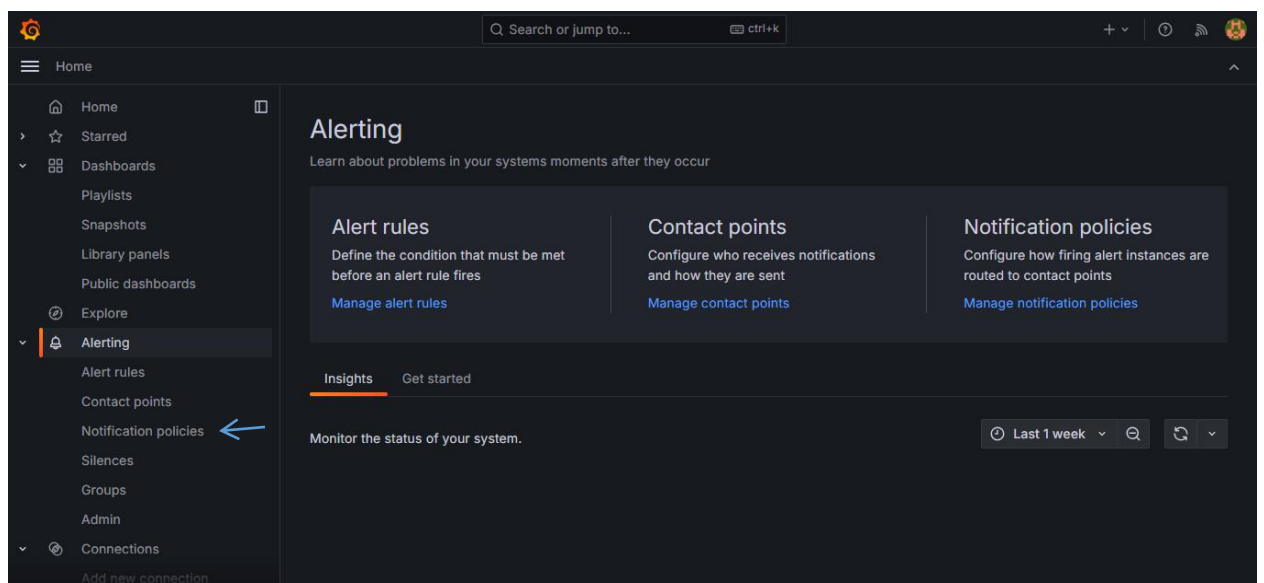 Search or jump to... ctrl+k
Home
Home
Starred
Dashboards
Playlists
Snapshots
Library panels
Public dashboards
Explore
Alerting
Alert rules
Contact points
Notification policies
Silences
Groups
Admin
Connections
Add new connection
Alerting
Learn about problems in your systems moments after they occur
Alert rules
Define the condition that must be met
before an alert rule fires
Manage alert rules
Contact points
Configure who receives notifications
and how they are sent
Manage contact points
Notification policies
Configure how firing alert instances are
routed to contact points
Manage notification policies
Insights Get started
Monitor the status of your system.
Last 1 week